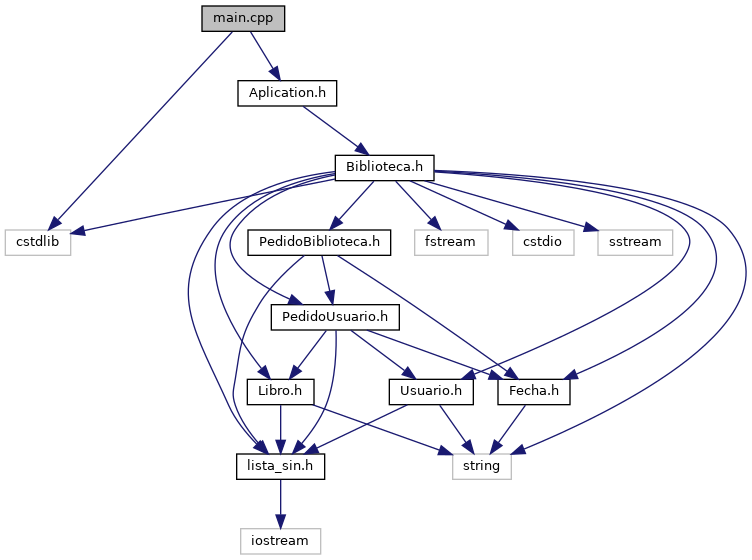 main.cpp
Aplication.h
Biblioteca.h
cstdlib
PedidoBiblioteca.h
fstream
cstdio
sstream
PedidoUsuario.h
Libro.h
Usuario.h
Fecha.h
lista_sin.h
string
iostream